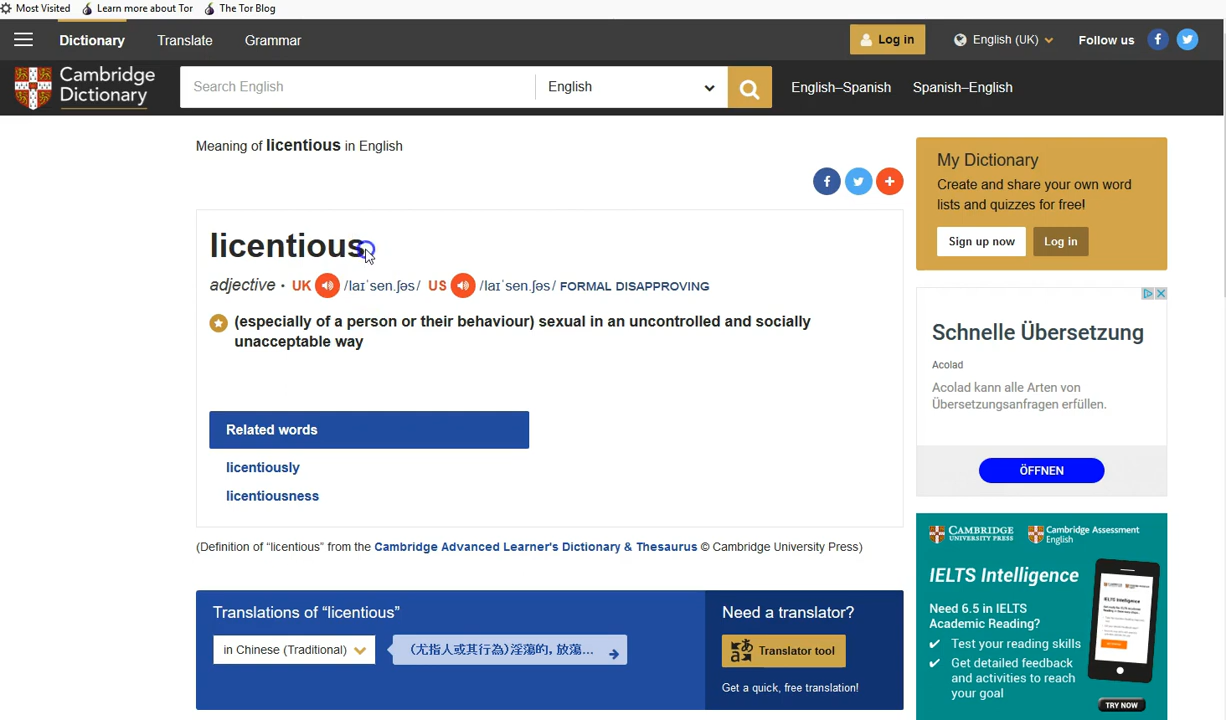 Most Visited Learn more about Tor The Tor Blog
Dictionary Translate Grammar Log in English (UK) Follow us
Cambridge Dictionary
Search English English English–Spanish Spanish–English
Meaning of licentious in English
licentious
adjective · UK /laɪˈsen.ʃəs/ US /laɪˈsen.ʃəs/ FORMAL DISAPPROVING
(especially of a person or their behaviour) sexual in an uncontrolled and socially
unacceptable way
Related words
licentiously
licentiousness
(Definition of “licentious” from the Cambridge Advanced Learner's Dictionary & Thesaurus © Cambridge University Press)
Translations of “licentious”
in Chinese (Traditional) （尤指人或其行為）淫蕩的, 放蕩…
Need a translator?
Translator tool
Get a quick, free translation!
My Dictionary
Create and share your own word
lists and quizzes for free!
Sign up now Log in
Schnelle Übersetzung
Acolad
Acolad kann alle Arten von
Übersetzungsanfragen erfüllen.
ÖFFNEN
CAMBRIDGE UNIVERSITY PRESS Cambridge Assessment English
IELTS Intelligence
Need 6.5 in IELTS
Academic Reading?
✔ Test your reading skills
✔ Get detailed feedback
and activities to reach
your goal
TRY NOW